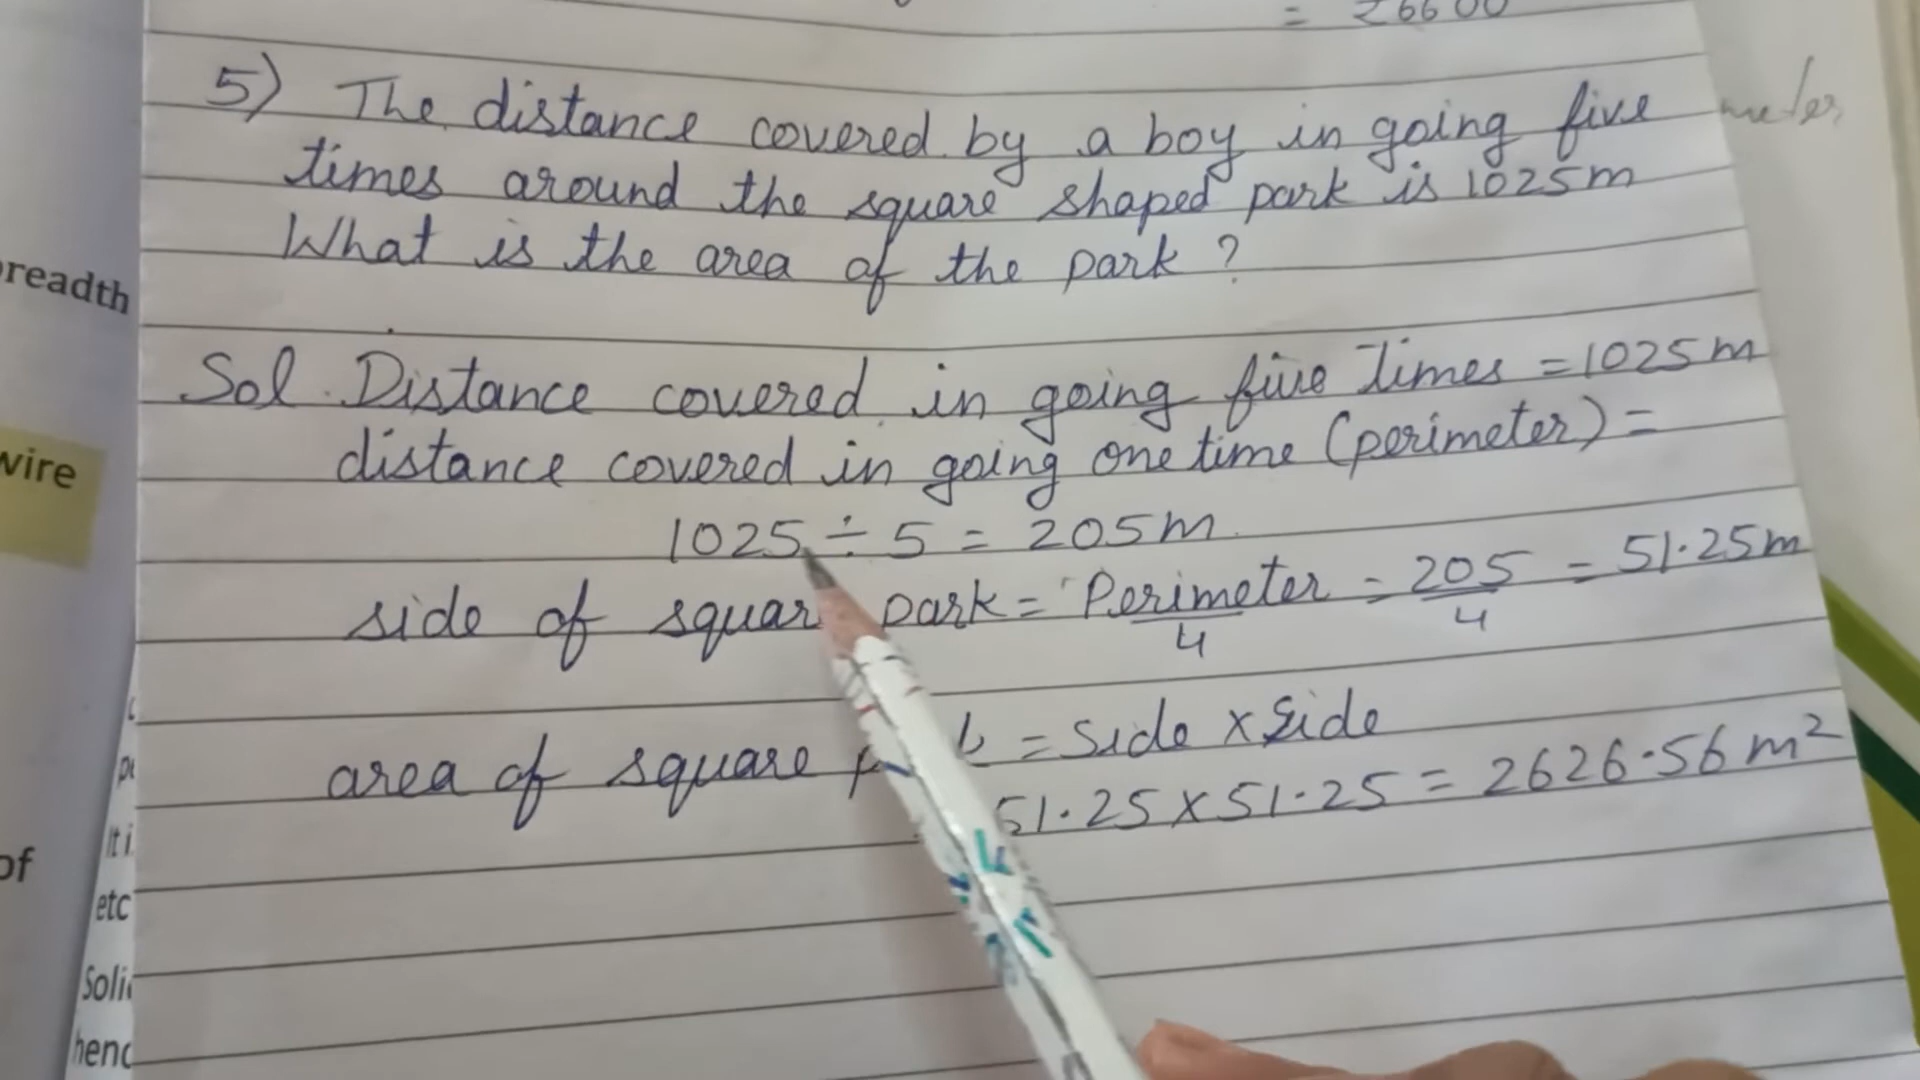 = ₹6600
5) The distance covered by a boy in going five
times around the square shaped park is 1025m
What is the area of the park ?
Sol. Distance covered in going five times = 1025m
distance covered in going one time (perimeter) =
1025 ÷ 5 = 205m
side of squar park = Perimeter/4 = 205/4 = 51.25m
area of square = Side x Side
51.25 x 51.25 = 2626.56 m²
readth
wire
of
It i
etc
Soli
henc